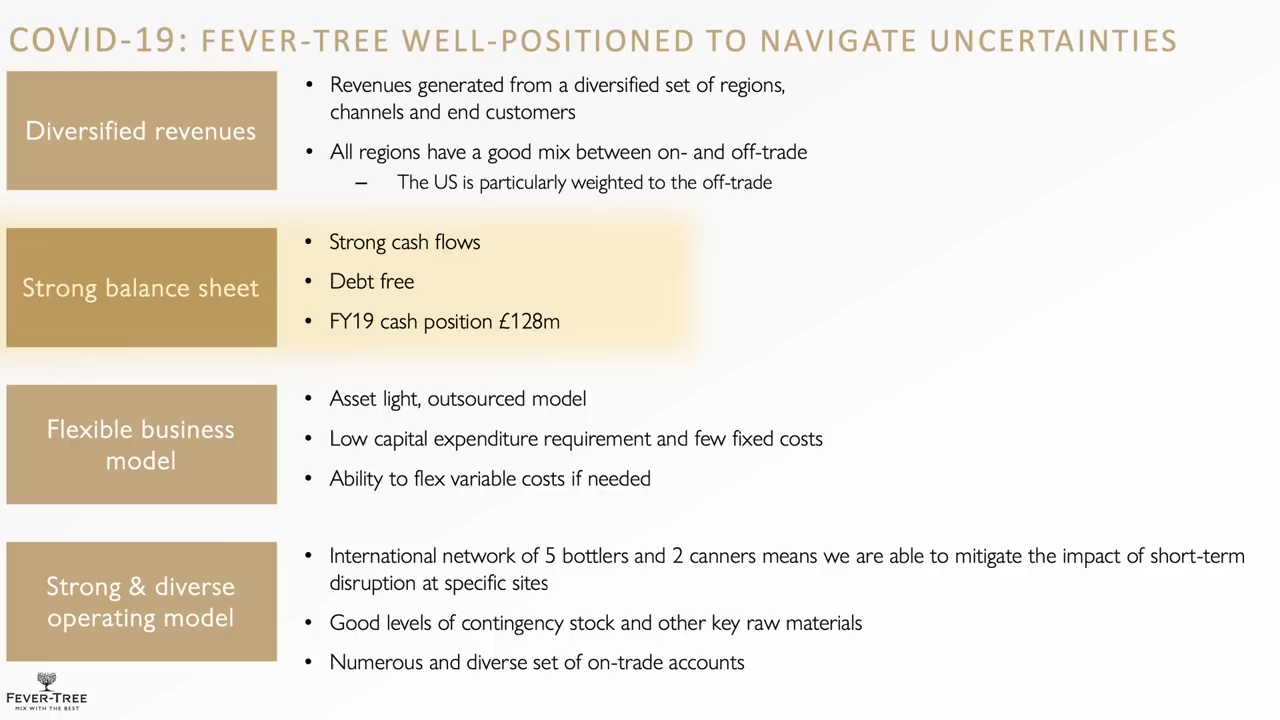 COVID-19: FEVER-TREE WELL-POSITIONED TO NAVIGATE UNCERTAINTIES
Diversified revenues
• Revenues generated from a diversified set of regions,
channels and end customers
• All regions have a good mix between on- and off-trade
– The US is particularly weighted to the off-trade
Strong balance sheet
• Strong cash flows
• Debt free
• FY19 cash position £128m
Flexible business
model
• Asset light, outsourced model
• Low capital expenditure requirement and few fixed costs
• Ability to flex variable costs if needed
Strong & diverse
operating model
• International network of 5 bottlers and 2 canners means we are able to mitigate the impact of short-term
disruption at specific sites
• Good levels of contingency stock and other key raw materials
• Numerous and diverse set of on-trade accounts
FEVER-TREE
MIX WITH THE BEST